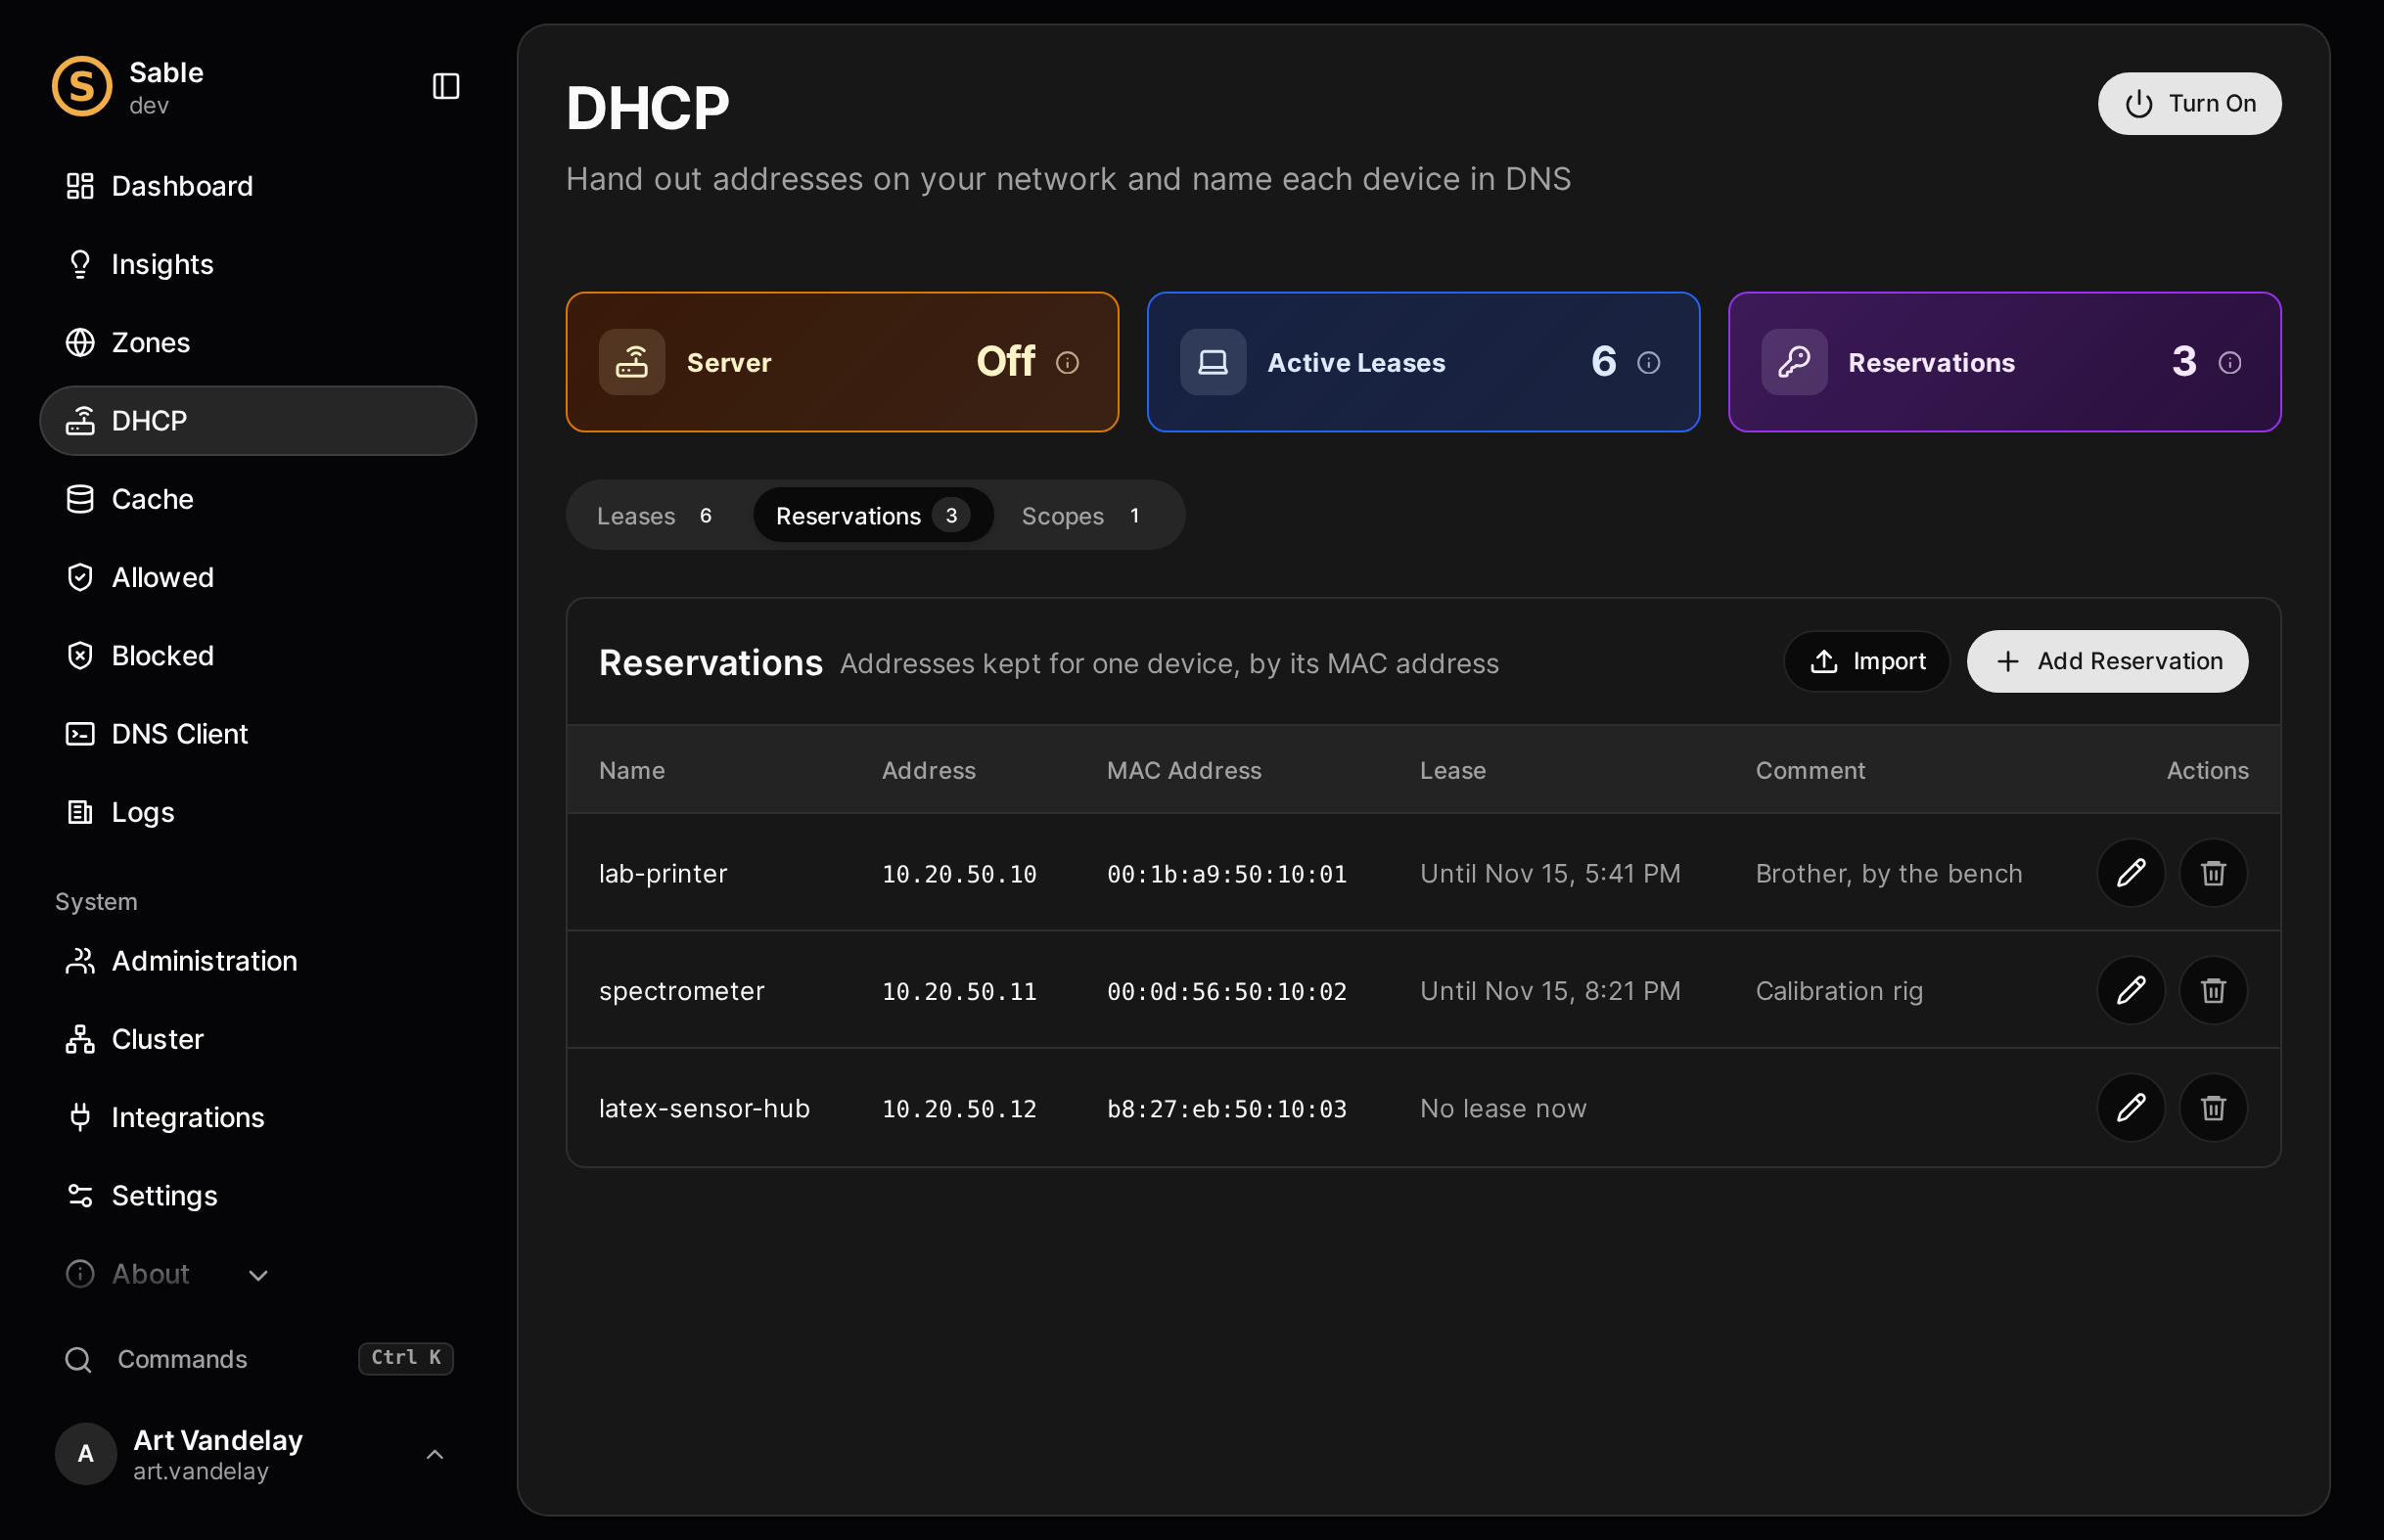 Sable
dev
Dashboard
Insights
Zones
DHCP
Cache
Allowed
Blocked
DNS Client
Logs
System
Administration
Cluster
Integrations
Settings
About
Commands Ctrl K
A
Art Vandelay
art.vandelay
DHCP
Turn On
Hand out addresses on your network and name each device in DNS
Server Off
Active Leases 6
Reservations 3
Leases 6 Reservations 3 Scopes 1
Reservations Addresses kept for one device, by its MAC address Import Add Reservation
Name Address MAC Address Lease Comment Actions
lab-printer 10.20.50.10 00:1b:a9:50:10:01 Until Nov 15, 5:41 PM Brother, by the bench
spectrometer 10.20.50.11 00:0d:56:50:10:02 Until Nov 15, 8:21 PM Calibration rig
latex-sensor-hub 10.20.50.12 b8:27:eb:50:10:03 No lease now